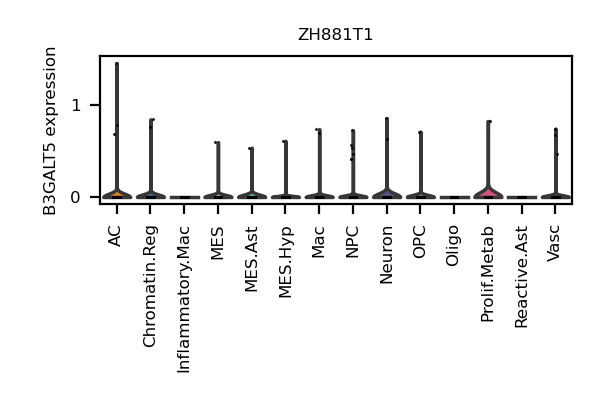 ZH881T1
B3GALT5 expression
1
0
AC
Chromatin.Reg
Inflammatory.Mac
MES
MES.Ast
MES.Hyp
Mac
NPC
Neuron
OPC
Oligo
Prolif.Metab
Reactive.Ast
Vasc